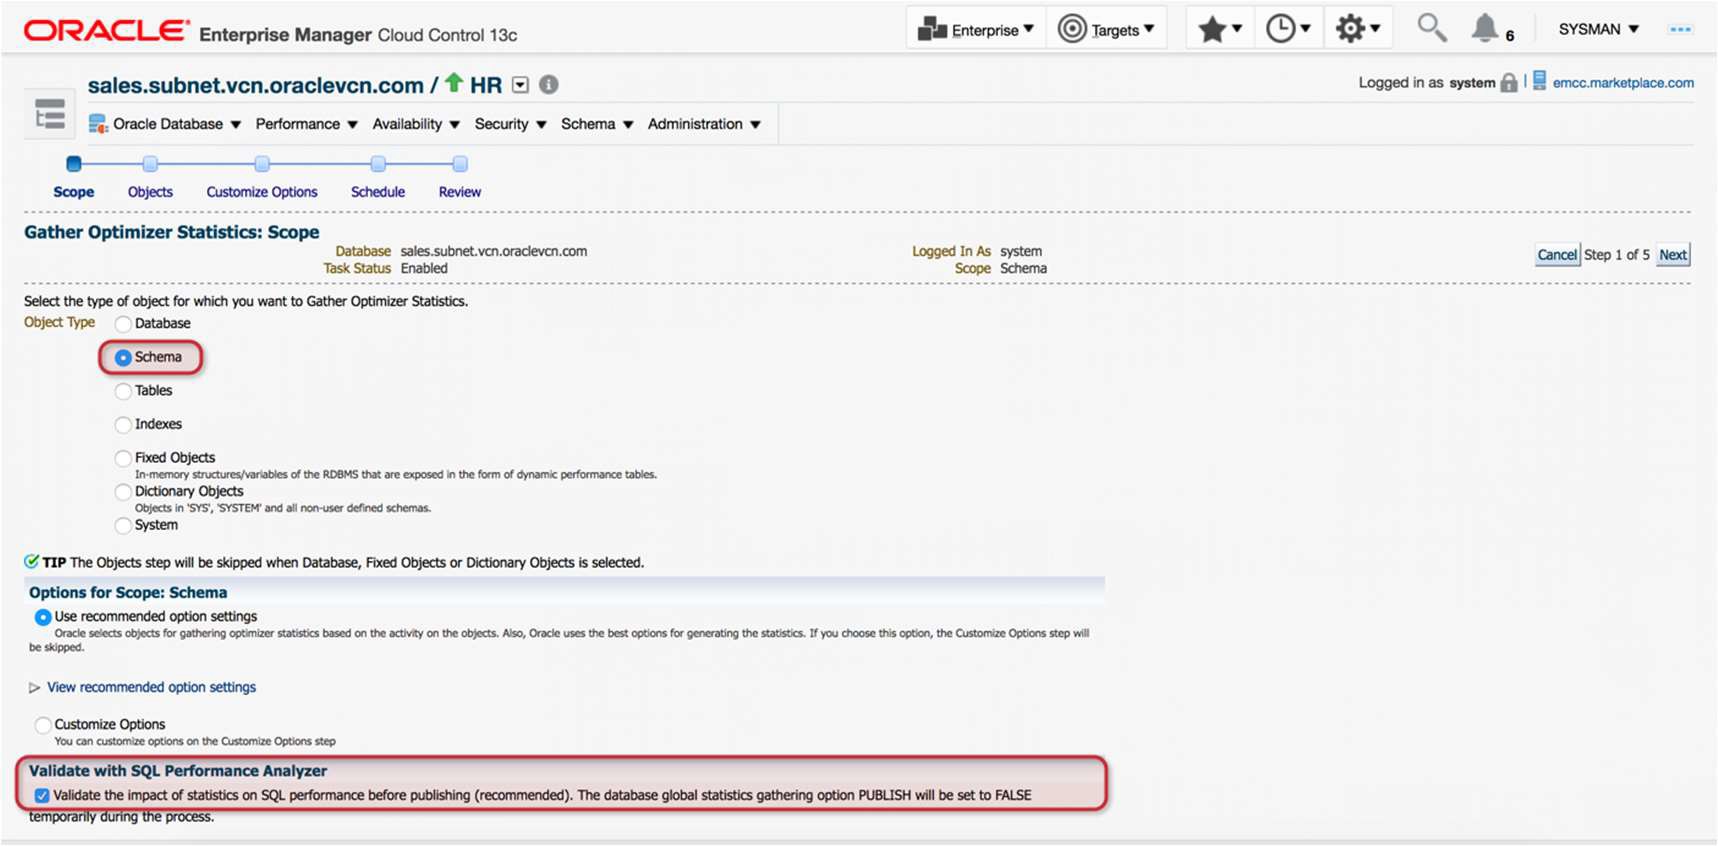 ORACLE Enterprise Manager Cloud Control 13c Enterprise Targets 6 SYSMAN
sales.subnet.vcn.oraclevcn.com / HR
Logged in as system emcc.marketplace.com
Oracle Database Performance Availability Security Schema Administration
Scope Objects Customize Options Schedule Review
Gather Optimizer Statistics: Scope
Database sales.subnet.vcn.oraclevcn.com Logged In As system
Task Status Enabled Scope Schema
Cancel Step 1 of 5 Next
Select the type of object for which you want to Gather Optimizer Statistics.
Object Type Database
Schema
Tables
Indexes
Fixed Objects
In-memory structures/variables of the RDBMS that are exposed in the form of dynamic performance tables.
Dictionary Objects
Objects in 'SYS', 'SYSTEM' and all non-user defined schemas.
System
TIP The Objects step will be skipped when Database, Fixed Objects or Dictionary Objects is selected.
Options for Scope: Schema
Use recommended option settings
Oracle selects objects for gathering optimizer statistics based on the activity on the objects. Also, Oracle uses the best options for generating the statistics. If you choose this option, the Customize Options step will
be skipped.
View recommended option settings
Customize Options
You can customize options on the Customize Options step
Validate with SQL Performance Analyzer
Validate the impact of statistics on SQL performance before publishing (recommended). The database global statistics gathering option PUBLISH will be set to FALSE
temporarily during the process.